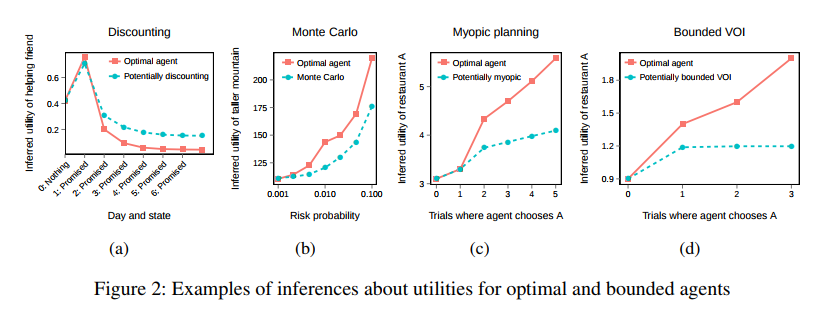 Discounting
Inferred utility of helping friend
0.6
0.4
0.2
Optimal agent
Potentially discounting
0: Nothing
1: Promised
2: Promised
3: Promised
4: Promised
5: Promised
6: Promised
Day and state
(a)
Monte Carlo
Inferred utility of taller mountain
200
175
150
125
Optimal agent
Monte Carlo
0.001
0.010
0.100
Risk probability
(b)
Myopic planning
Inferred utility of restaurant A
5
4
3
Optimal agent
Potentially myopic
0 1 2 3 4 5
Trials where agent chooses A
(c)
Bounded VOI
Inferred utility of restaurant A
1.8
1.5
1.2
0.9
Optimal agent
Potentially bounded VOI
0 1 2 3
Trials where agent chooses A
(d)
Figure 2: Examples of inferences about utilities for optimal and bounded agents